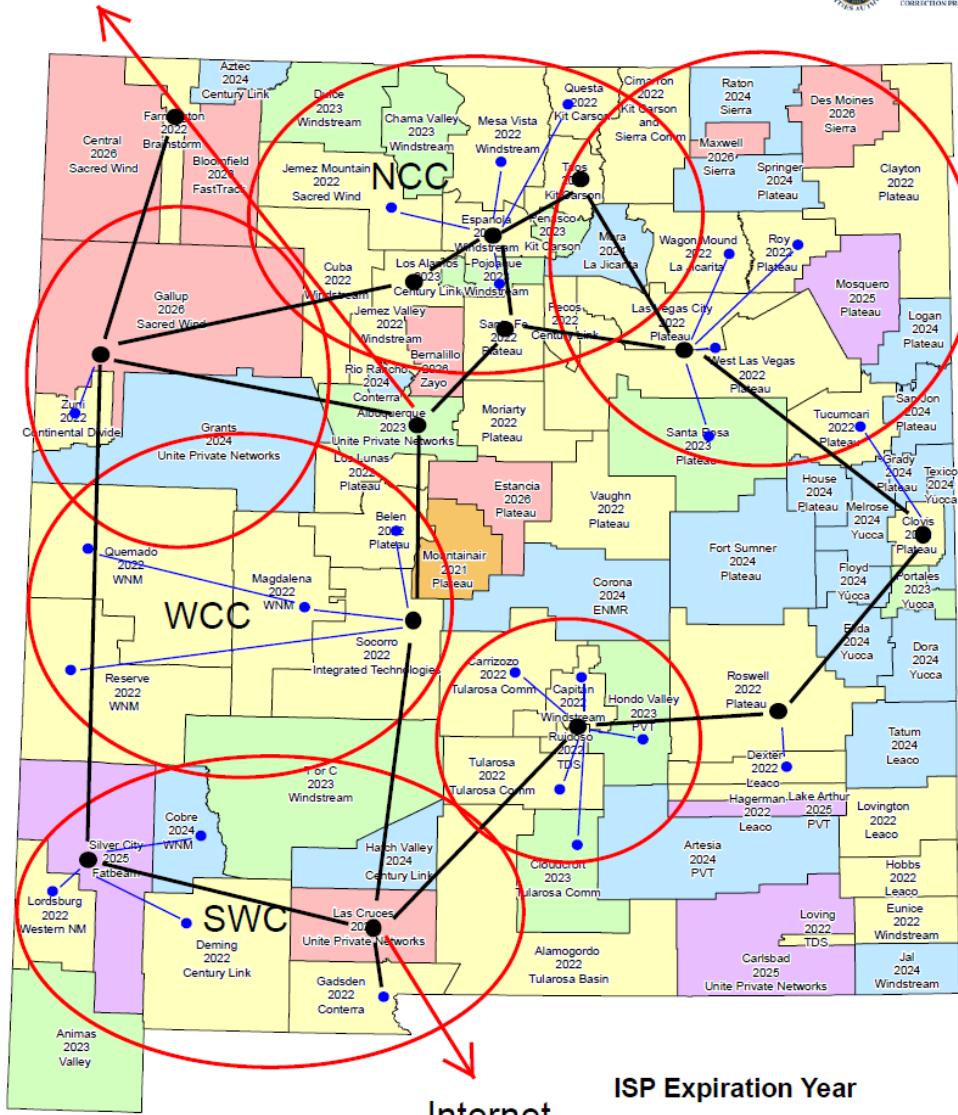 CORRECTION PR
Aztec
2024
Century Link
Dulce
2023
Windstream
Chama Valley
2023
Windstream
Mesa Vista
2022
Windstream
Questa
2022
Kit Carson
Cimarron
2022
Kit Carson
and
Sierra Comm
Raton
2024
Sierra
Des Moines
2026
Sierra
Central
2026
Sacred Wind
2022
Brainstorm
Bloomfield
FastTrack
Jemez Mountain
2022
Sacred Wind
NCC
Taos
Kit Carson
Maxwell
2026
Sierra
Springer
2024
Plateau
Clayton
2022
Plateau
Espanola
Windstream
Penasco
2023
Kit Carson
Mora
2024
La Jicarita
Wagon Mound
2022
La Jicarita
Roy
2022
Plateau
Mosquero
2025
Plateau
Gallup
2026
Sacred Wind
Cuba
2022
Windstream
Los Alamos
2023
Century Link
Pojoaque
Windstream
Jemez Valley
2022
Windstream
Bernalillo
2026
Zayo
Santa Fe
2022
Plateau
Pecos
2022
Century Link
Las Vegas City
2022
Plateau
West Las Vegas
2022
Plateau
Logan
2024
Plateau
Rio Rancho
2024
Conterra
Zuni
2022
Continental Divide
Grants
2024
Unite Private Networks
Albuquerque
2023
Unite Private Networks
Moriarty
2022
Plateau
Santa Rosa
2023
Plateau
Tucumcari
2022
Plateau
San Jon
2024
Plateau
Los Lunas
2022
Plateau
Estancia
2026
Plateau
Vaughn
2022
Plateau
House
2024
Plateau
Grady
2024
Plateau
Texico
2024
Yucca
Melrose
2024
Yucca
Clovis
Plateau
Belen
2022
Plateau
Mountainair
2021
Plateau
Quemado
2022
WNM
Magdalena
2022
WNM
WCC
Corona
2024
ENMR
Fort Sumner
2024
Plateau
Floyd
2024
Yucca
Portales
2023
Yucca
Elida
2024
Yucca
Dora
2024
Yucca
Socorro
2022
Integrated Technologies
Reserve
2022
WNM
Carrizozo
2022
Tularosa Comm
Capitan
2022
Windstream
Hondo Valley
2023
PVT
Roswell
2022
Plateau
Ruidoso
2022
TDS
Tatum
2024
Leaco
T or C
2023
Windstream
Tularosa
2022
Tularosa Comm
Dexter
2022
Leaco
Hagerman
2022
Leaco
Lake Arthur
2025
PVT
Lovington
2022
Leaco
Cobre
2024
WNM
Silver City
2025
Fatbeam
Hatch Valley
2024
Century Link
Cloudcroft
2023
Tularosa Comm
Artesia
2024
PVT
Hobbs
2022
Leaco
Lordsburg
2022
Western NM
SWC
Deming
2022
Century Link
Las Cruces
Unite Private Networks
Loving
2022
TDS
Eunice
2022
Windstream
Gadsden
2022
Conterra
Alamogordo
2022
Tularosa Basin
Carlsbad
2025
Unite Private Networks
Jal
2024
Windstream
Animas
2023
Valley
ISP Expiration Year
Internet